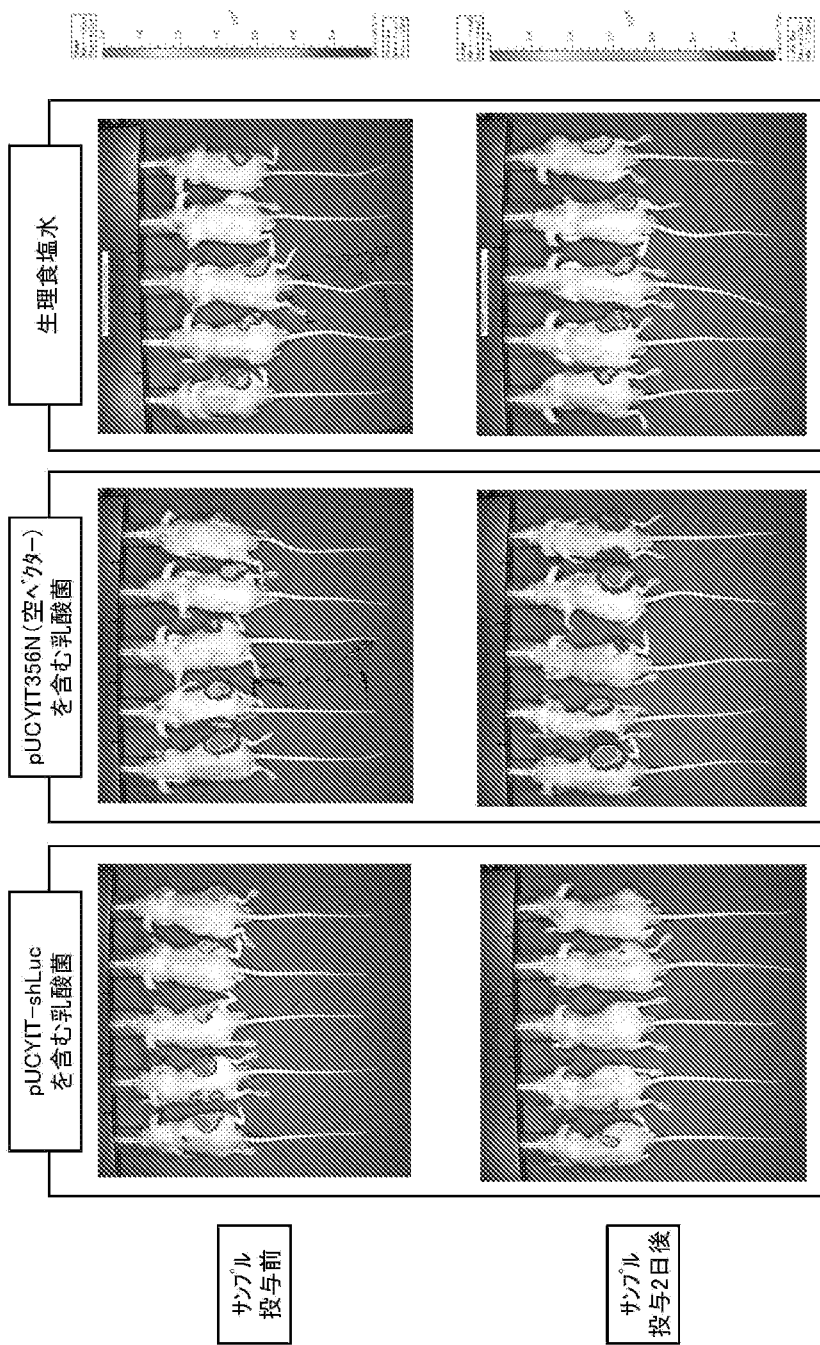 pUCYIT-shLuc
を含む乳酸菌
pUCYIT356N(空ベクター)
を含む乳酸菌
生理食塩水
サンプル
投与前
サンプル
投与2日後